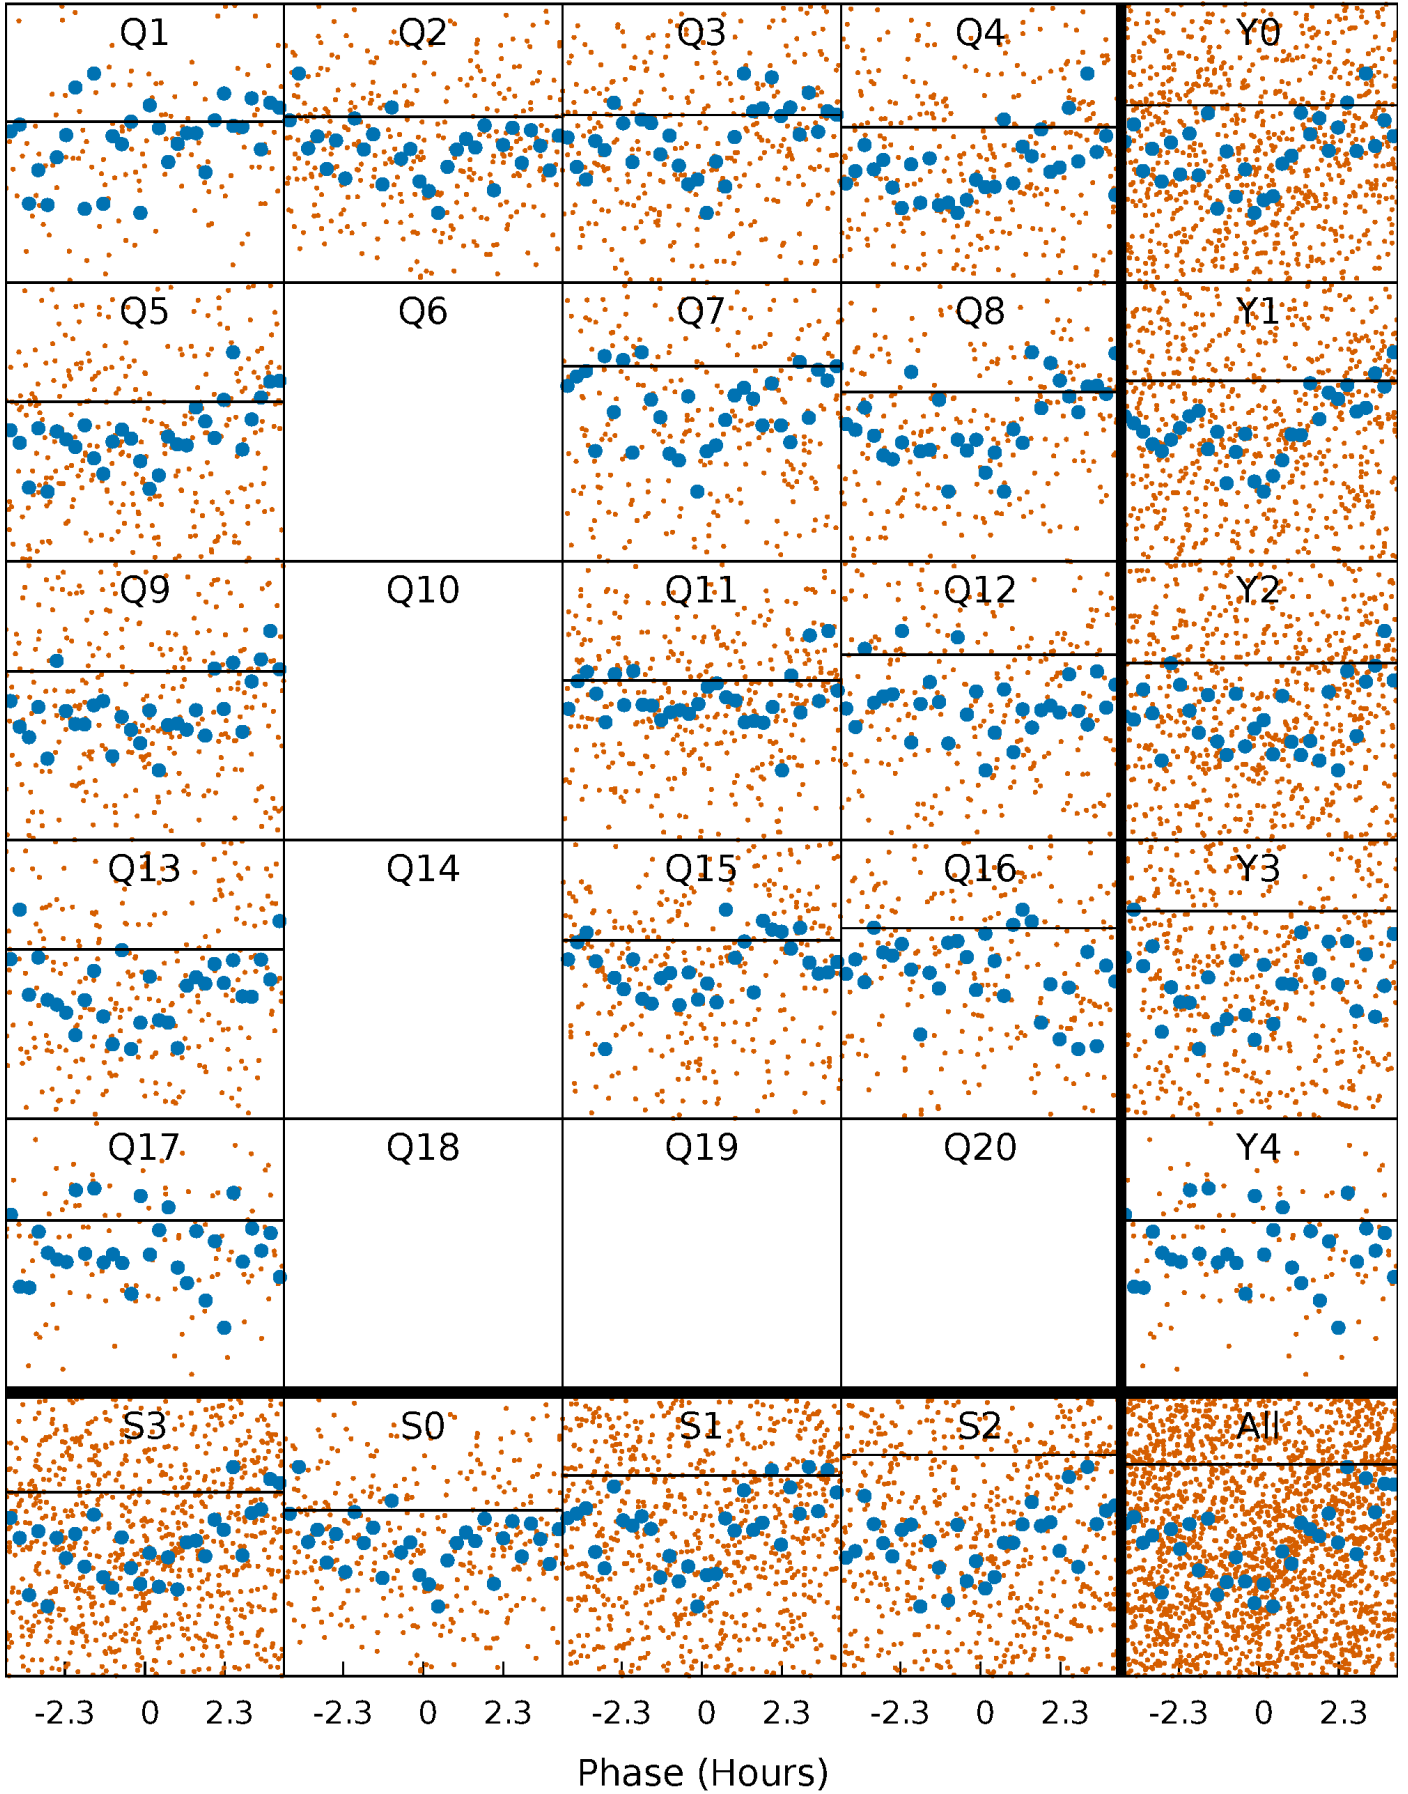 Q1 Q2 Q3 Q4 Y0
Q5 Q6 Q7 Q8 Y1
Q9 Q10 Q11 Q12 Y2
Q13 Q14 Q15 Q16 Y3
Q17 Q18 Q19 Q20 Y4
S3 S0 S1 S2 All
-2.3 0 2.3 -2.3 0 2.3 -2.3 0 2.3 -2.3 0 2.3 -2.3 0 2.3
Phase (Hours)